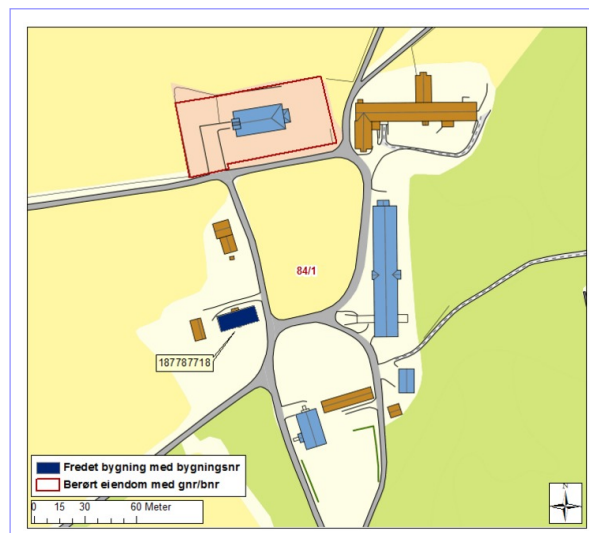 84/1
187787718
Fredet bygning med bygningsnr
Berørt eiendom med gnr/bnr
0 15 30 60 Meter
N